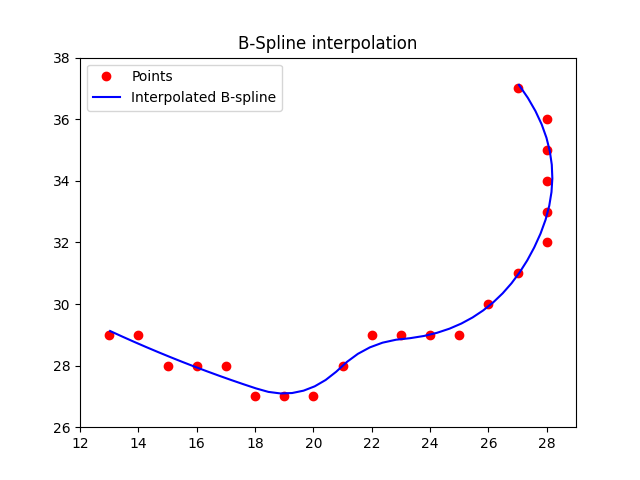 B-Spline interpolation
Points
Interpolated B-spline
38
36
34
32
30
28
26
12 14 16 18 20 22 24 26 28